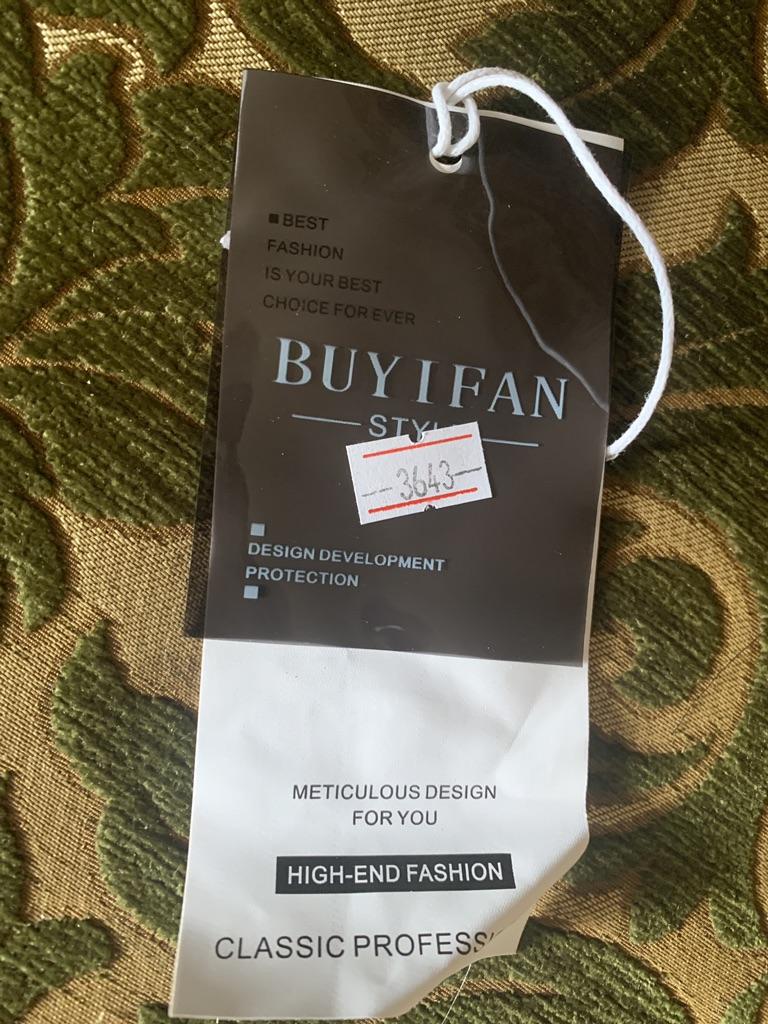 BEST
FASHION
IS YOUR BEST
CHOICE FOR EVER
BUYIFAN
3643
DESIGN DEVELOPMENT
PROTECTION
METICULOUS DESIGN
FOR YOU
HIGH-END FASHION
CLASSIC